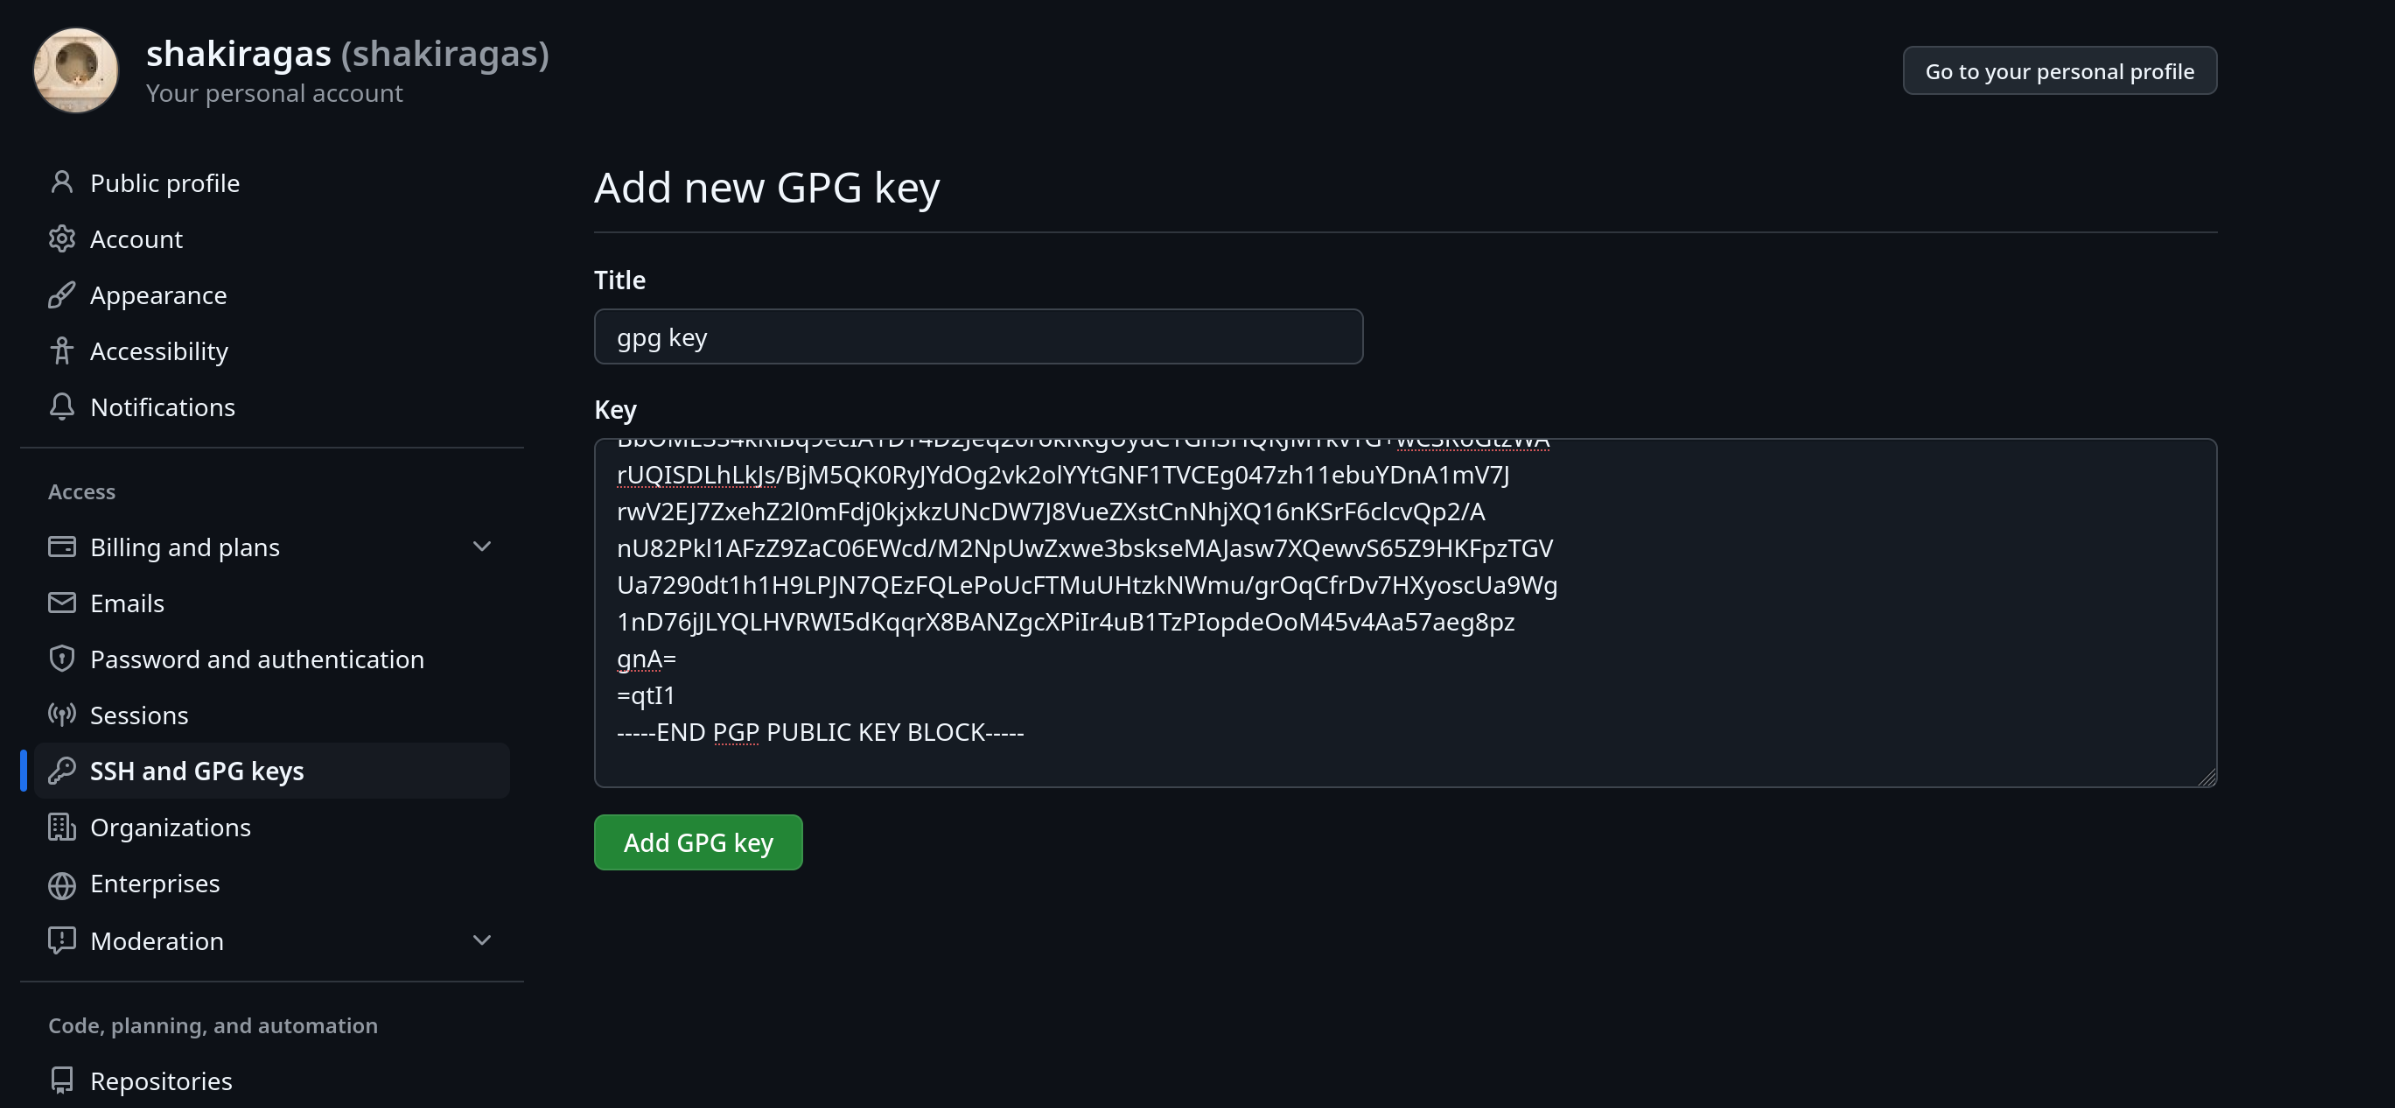 shakiragas (shakiragas)
Your personal account
Go to your personal profile
Public profile
Account
Appearance
Accessibility
Notifications
Access
Billing and plans
Emails
Password and authentication
Sessions
SSH and GPG keys
Organizations
Enterprises
Moderation
Code, planning, and automation
Repositories
Add new GPG key
Title
gpg key
Key
rUQISDLhLkJs/BjM5QK0RyJYdOg2vk2olYYtGNF1TVCEg047zh11ebuYDnA1mV7J
rwV2EJ7ZxehZ2l0mFdj0kjxkzUNcDW7J8VueZXstCnNhjXQ16nKSrF6clcvQp2/A
nU82Pkl1AFzZ9ZaC06EWcd/M2NpUwZxwe3bskseMAJasw7XQewvS65Z9HKFpzTGV
Ua7290dt1h1H9LPJN7QEzFQLePoUcFTMuUHtzkNWmu/grOqCfrDv7HXyoscUa9Wg
1nD76jJLYQLHVRWI5dKqqrX8BANZgcXPiIr4uB1TzPIopdeOoM45v4Aa57aeg8pz
gnA=
=qtI1
-----END PGP PUBLIC KEY BLOCK-----
Add GPG key